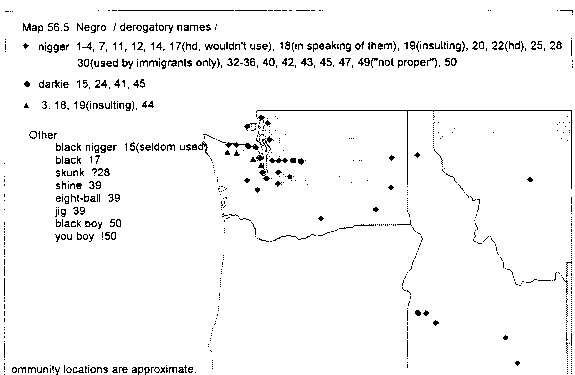 Map 56.5 Negro / derogatory names /
nigger 1-4, 7, 11, 12, 14, 17(hd, wouldn't use), 18(in speaking of them), 19(insulting), 20, 22(hd), 25, 28
30(used by immigrants only), 32-36, 40, 42, 43, 45, 47, 49("not proper"), 50
darkie 15, 24, 41, 45
3, 18, 19(insulting), 44
Other
black nigger 15(seldom used)
black 17
skunk ?28
shine 39
eight-ball 39
jig 39
black boy 50
you boy !50
ommunity locations are approximate.